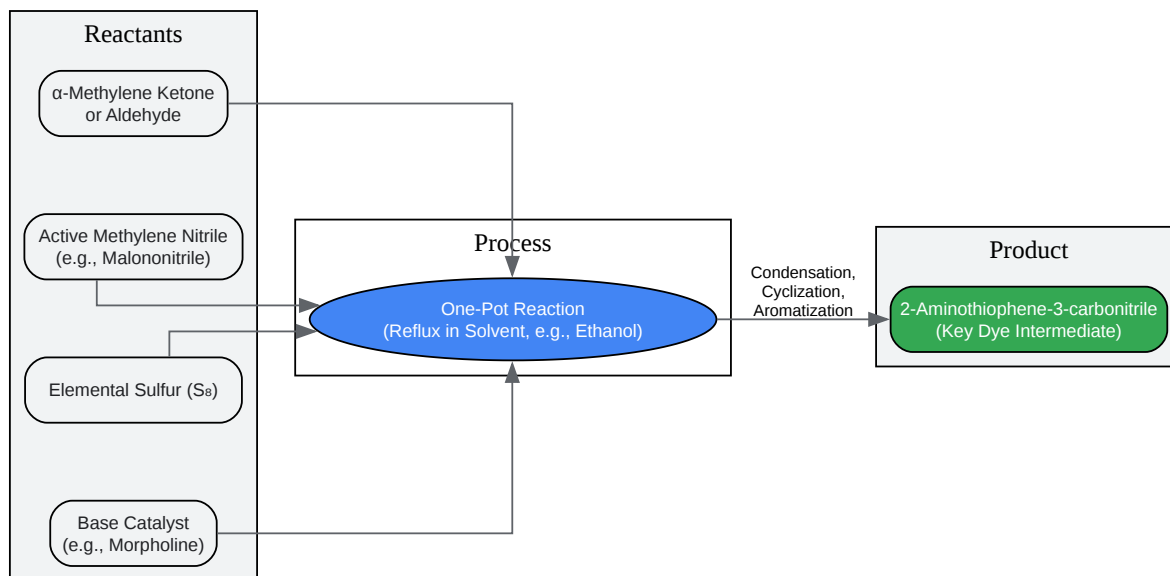 Reactants
α-Methylene Ketone
or Aldehyde
Active Methylene Nitrile
(e.g., Malononitrile)
Elemental Sulfur (S₈)
Base Catalyst
(e.g., Morpholine)
Process
One-Pot Reaction
(Reflux in Solvent, e.g., Ethanol)
Condensation,
Cyclization,
Aromatization
Product
2-Aminothiophene-3-carbonitrile
(Key Dye Intermediate)